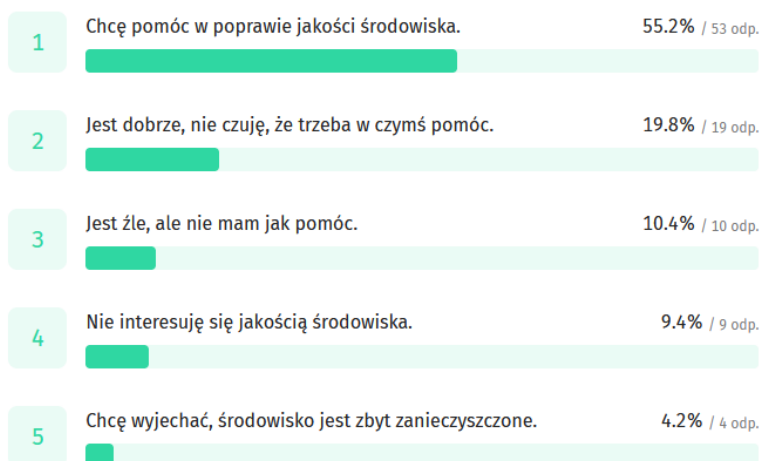 1 Chcę pomóc w poprawie jakości środowiska. 55.2% / 53 odp.
2 Jest dobrze, nie czuję, że trzeba w czymś pomóc. 19.8% / 19 odp.
3 Jest źle, ale nie mam jak pomóc. 10.4% / 10 odp.
4 Nie interesuję się jakością środowiska. 9.4% / 9 odp.
5 Chcę wyjechać, środowisko jest zbyt zanieczyszczone. 4.2% / 4 odp.